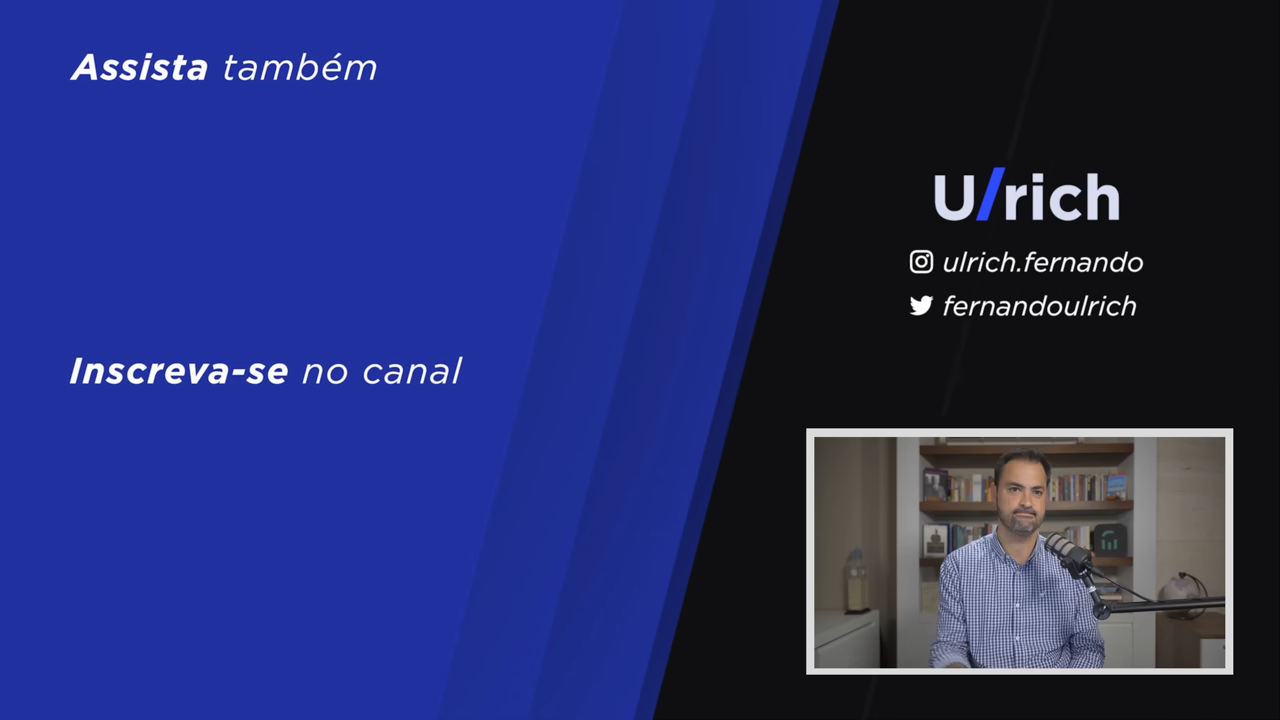 Assista também
Inscreva-se no canal
U/rich
ulrich.fernando
fernandoulrich